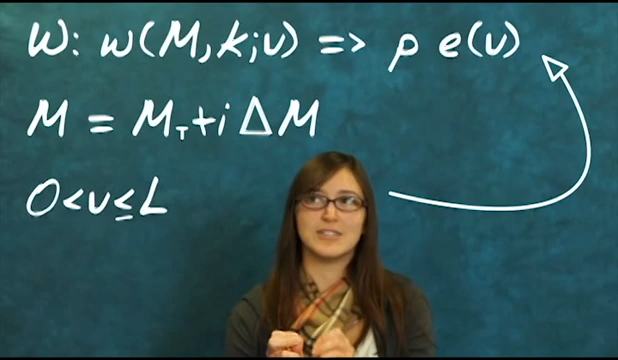 W: w(M,k;v) => p e(v)
M = M_T+i ΔM
0<v≤L